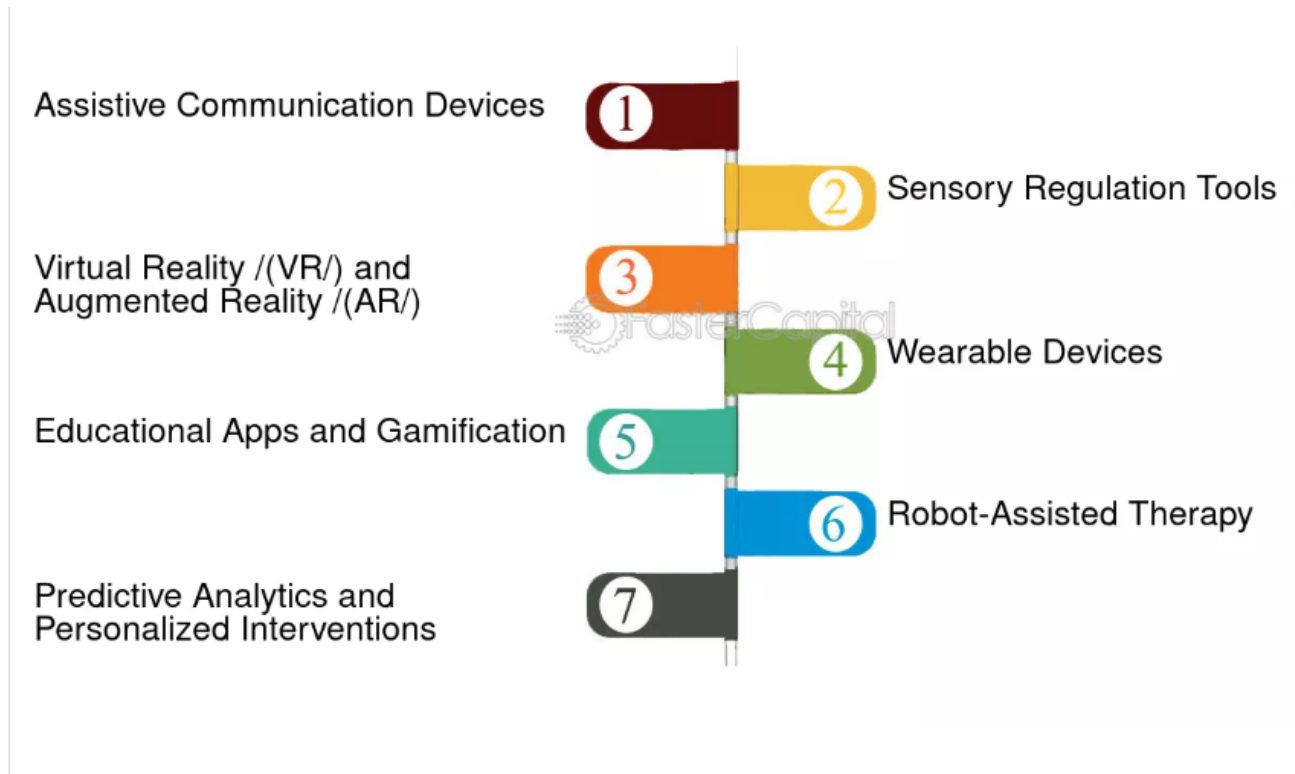 Assistive Communication Devices
1
2
Sensory Regulation Tools
Virtual Reality /(VR/) and
Augmented Reality /(AR/)
3
FasterCapital
4
Wearable Devices
Educational Apps and Gamification
5
6
Robot-Assisted Therapy
Predictive Analytics and
Personalized Interventions
7